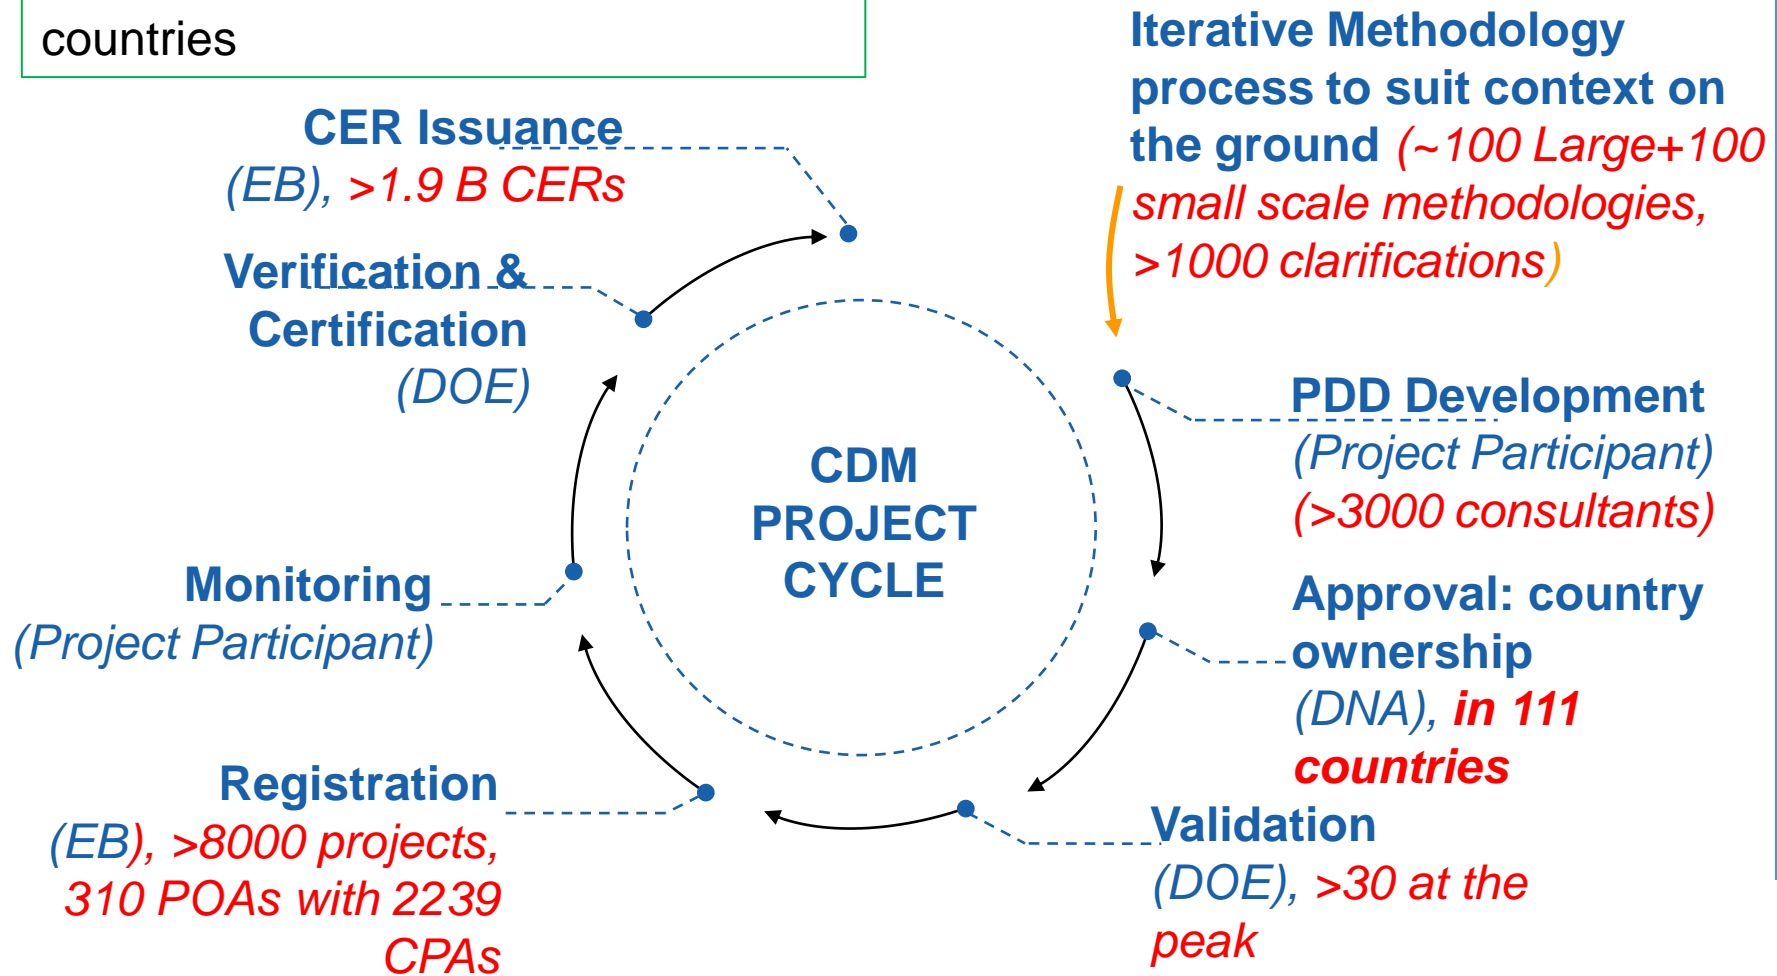 countries
Iterative Methodology
process to suit context on
the ground (~100 Large+100
small scale methodologies,
>1000 clarifications)
CER Issuance
(EB), >1.9 B CERs
Verification &
Certification
(DOE)
PDD Development
(Project Participant)
(>3000 consultants)
CDM
PROJECT
CYCLE
Monitoring
(Project Participant)
Approval: country
ownership
(DNA), in 111
countries
Registration
(EB), >8000 projects,
310 POAs with 2239
CPAs
Validation
(DOE), >30 at the
peak